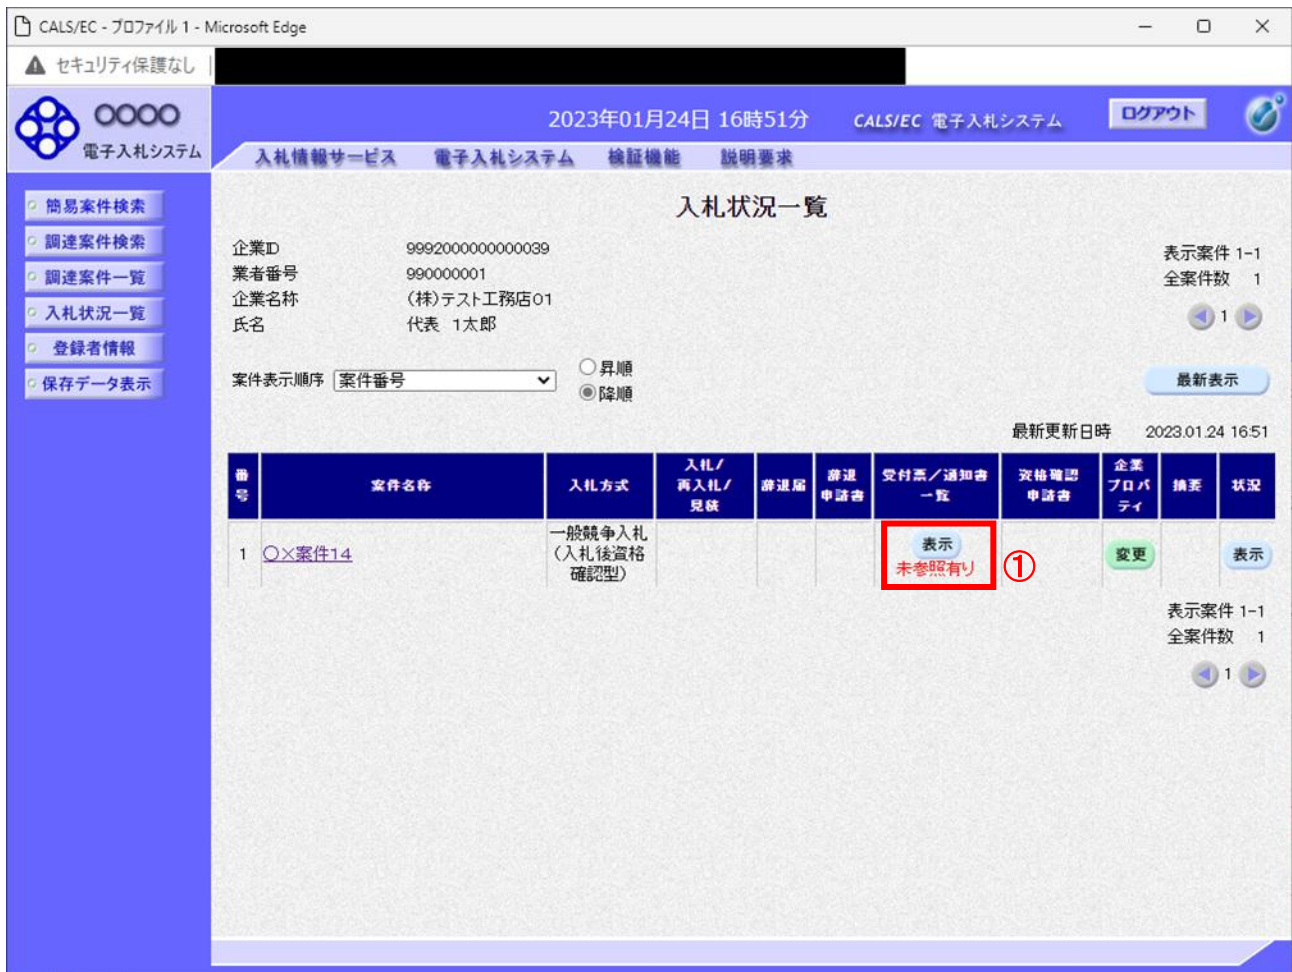 CALS/EC - プロファイル 1 - Microsoft Edge
セキュリティ保護なし
〇〇〇〇
電子入札システム
2023年01月24日 16時51分
CALS/EC 電子入札システム
ログアウト
入札情報サービス 電子入札システム 検証機能 説明要求
簡易案件検索
調達案件検索
調達案件一覧
入札状況一覧
登録者情報
保存データ表示
入札状況一覧
企業ID 9992000000000039
業者番号 990000001
企業名称 (株)テスト工務店01
氏名 代表 1太郎
表示案件 1-1
全案件数 1
1
案件表示順序 案件番号
昇順
降順
最新表示
最新更新日時 2023.01.24 16:51
番号 案件名称 入札方式 入札/再入札/見積 辞退届 辞退申請書 受付票/通知書一覧 資格確認申請書 企業プロパティ 摘要 状況
1 〇×案件14 一般競争入札(入札後資格確認型) 表示 未参照有り 変更 表示
①
表示案件 1-1
全案件数 1
1